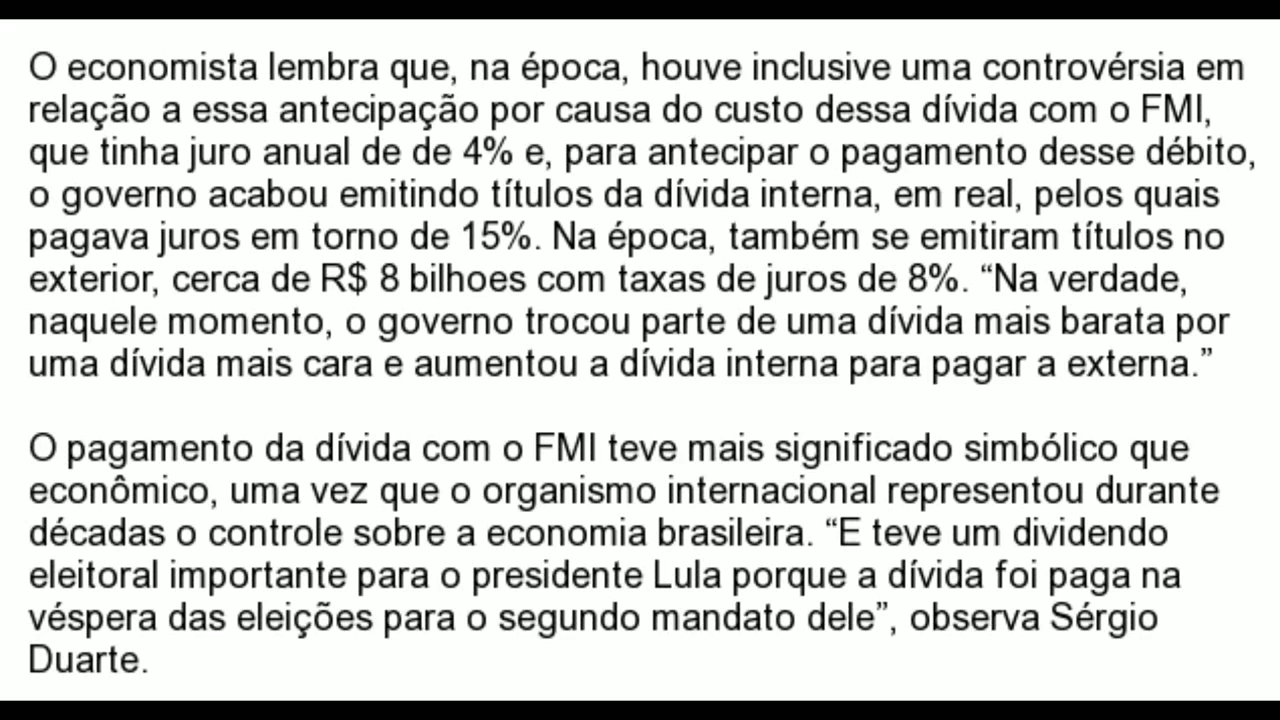 O economista lembra que, na época, houve inclusive uma controvérsia em
relação a essa antecipação por causa do custo dessa dívida com o FMI,
que tinha juro anual de de 4% e, para antecipar o pagamento desse débito,
o governo acabou emitindo títulos da dívida interna, em real, pelos quais
pagava juros em torno de 15%. Na época, também se emitiram títulos no
exterior, cerca de R$ 8 bilhoes com taxas de juros de 8%. “Na verdade,
naquele momento, o governo trocou parte de uma dívida mais barata por
uma dívida mais cara e aumentou a dívida interna para pagar a externa.”
O pagamento da dívida com o FMI teve mais significado simbólico que
econômico, uma vez que o organismo internacional representou durante
décadas o controle sobre a economia brasileira. “E teve um dividendo
eleitoral importante para o presidente Lula porque a dívida foi paga na
véspera das eleições para o segundo mandato dele”, observa Sérgio
Duarte.